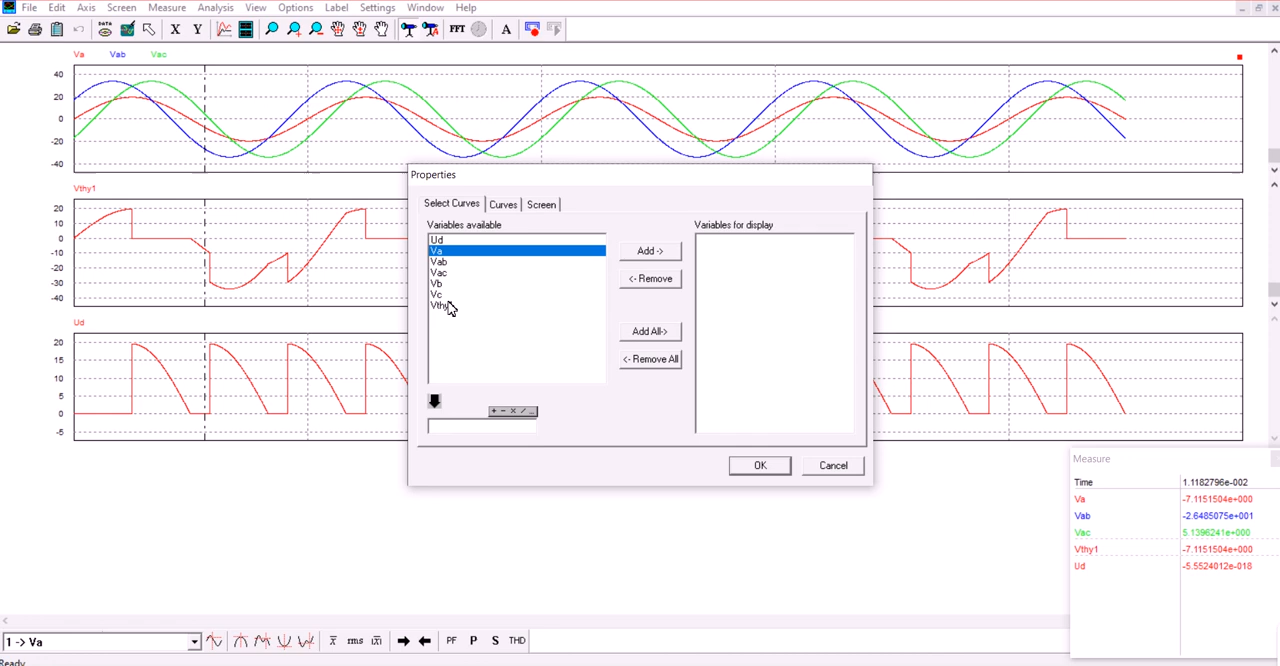 File Edit Axis Screen Measure Analysis View Options Label Settings Window Help
DATA X Y FFT A
Va Vab Vac
40
20
0
-20
-40
Vthy1
20
10
0
-10
-20
-30
-40
Ud
20
15
10
5
0
-5
Properties
Select Curves Curves Screen
Variables available
Ud
Va
Vab
Vac
Vb
Vc
Add ->
<- Remove
Add All->
<- Remove All
Variables for display
+ - × / ...
OK Cancel
Measure
Time 1.1182796e-002
Va -7.1151504e+000
Vab -2.6485075e+001
Vac 5.1396241e+000
Vthy1 -7.1151504e+000
Ud -5.5524012e-018
1 -> Va
x rms |x| PF P S THD
Ready